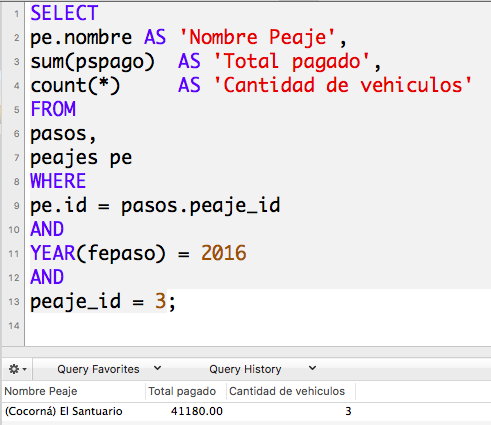 1 SELECT
2 pe.nombre AS 'Nombre Peaje',
3 sum(pspago) AS 'Total pagado',
4 count(*) AS 'Cantidad de vehiculos'
5 FROM
6 pasos,
7 peajes pe
8 WHERE
9 pe.id = pasos.peaje_id
10 AND
11 YEAR(fepaso) = 2016
12 AND
13 peaje_id = 3;
14
Query Favorites Query History
Nombre Peaje Total pagado Cantidad de vehiculos
(Cocorná) El Santuario 41180.00 3